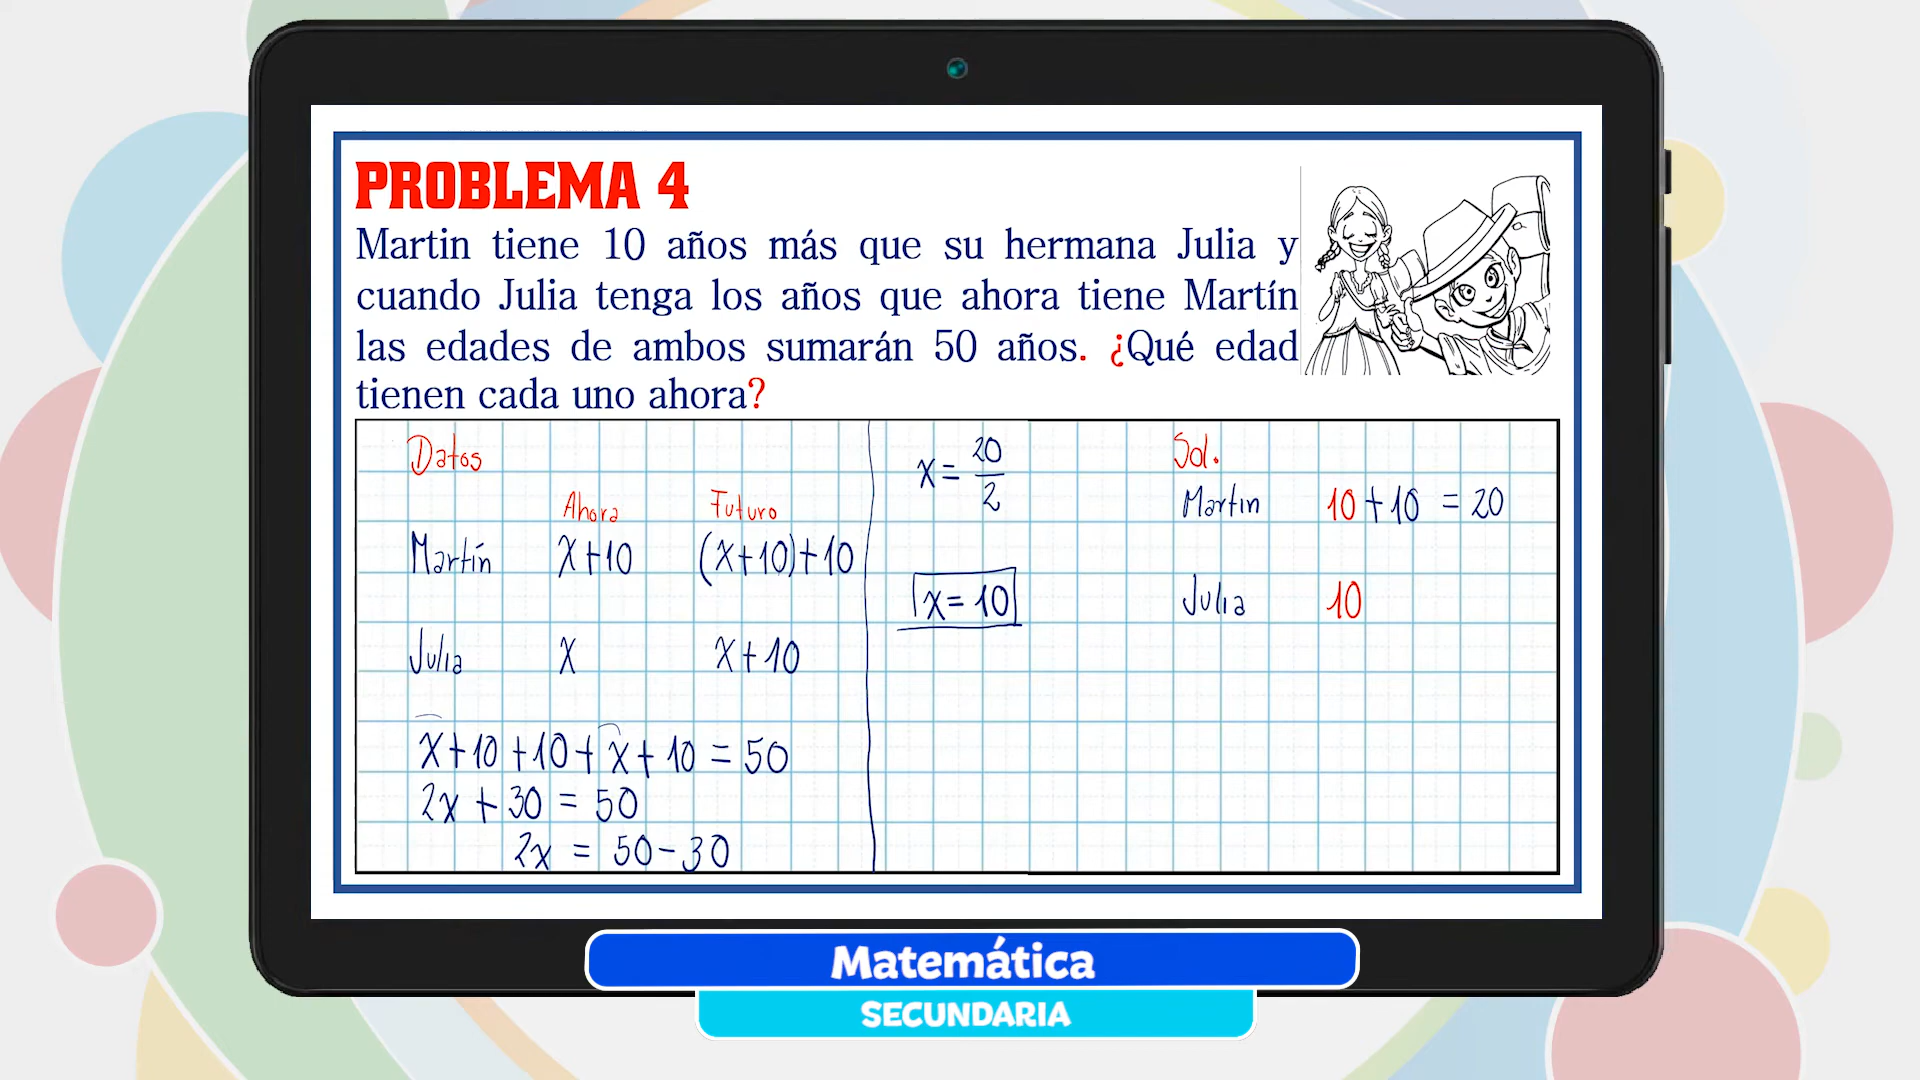 PROBLEMA 4
Martin tiene 10 años más que su hermana Julia y
cuando Julia tenga los años que ahora tiene Martín
las edades de ambos sumarán 50 años. ¿Qué edad
tienen cada uno ahora?
Datos
Ahora Futuro
Martín x+10 (x+10)+10
Julia x x+10
x+10+10+x+10 = 50
2x + 30 = 50
2x = 50-30
x = 20/2
x = 10
Sol.
Martin 10+10 = 20
Julia 10
Matemática
SECUNDARIA